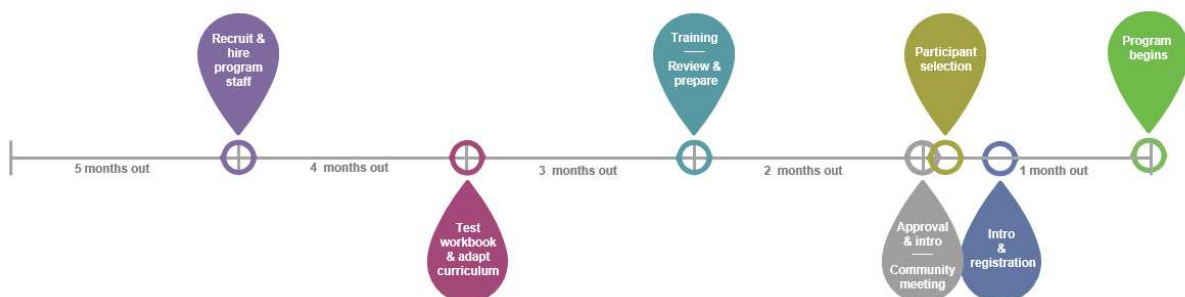 Recruit &
hire
program
staff
Training
Review &
prepare
Participant
selection
Program
begins
5 months out
4 months out
3 months out
2 months out
1 month out
Test
workbook
& adapt
curriculum
Approval
& intro
Community
meeting
Intro
&
registration